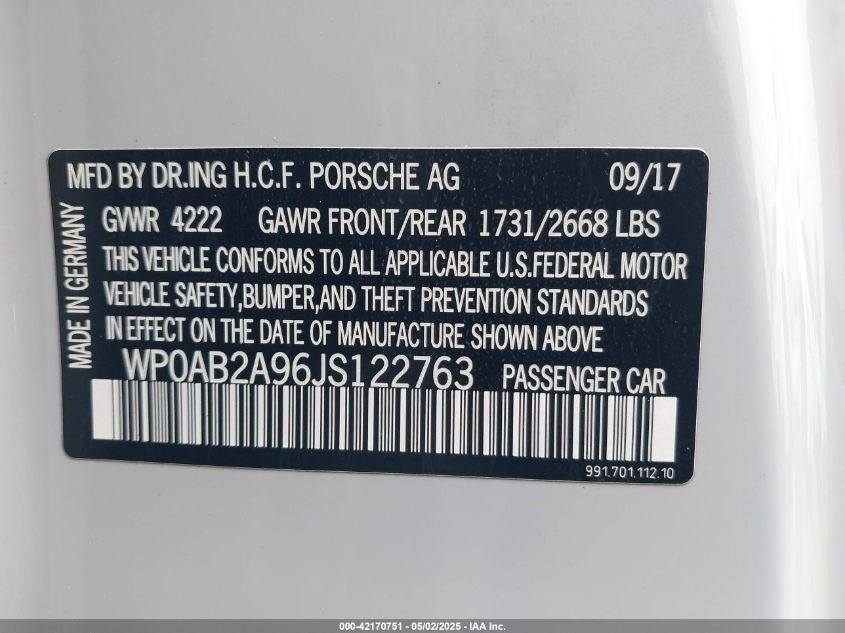 MFD BY DR.ING H.C.F. PORSCHE AG 09/17
GVWR 4222 GAWR FRONT/REAR 1731/2668 LBS
THIS VEHICLE CONFORMS TO ALL APPLICABLE U.S.FEDERAL MOTOR
VEHICLE SAFETY,BUMPER,AND THEFT PREVENTION STANDARDS
IN EFFECT ON THE DATE OF MANUFACTURE SHOWN ABOVE
MADE IN GERMANY
WP0AB2A96JS122763 PASSENGER CAR
991.701.112.10
000-42170751 — 05/02/2025 — IAA Inc.